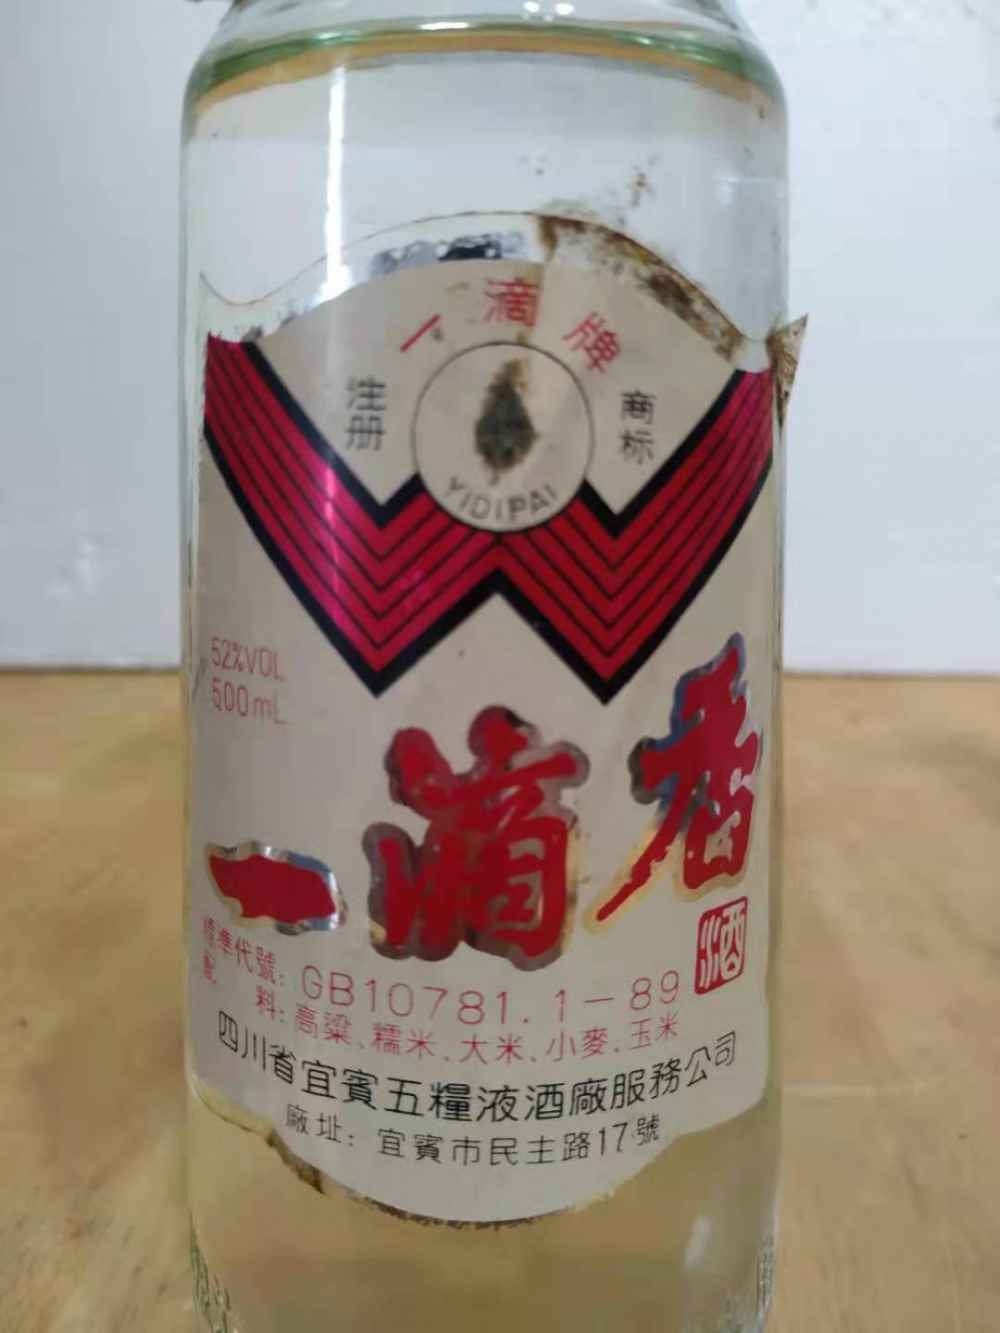 一滴牌
注册
商标
YIDIPAI
52%VOL
500mL
一滴香
酒
標準代號: GB10781.1-89
配料: 高粱、糯米、大米、小麥、玉米
四川省宜賓五糧液酒廠服務公司
廠址: 宜賓市民主路17號